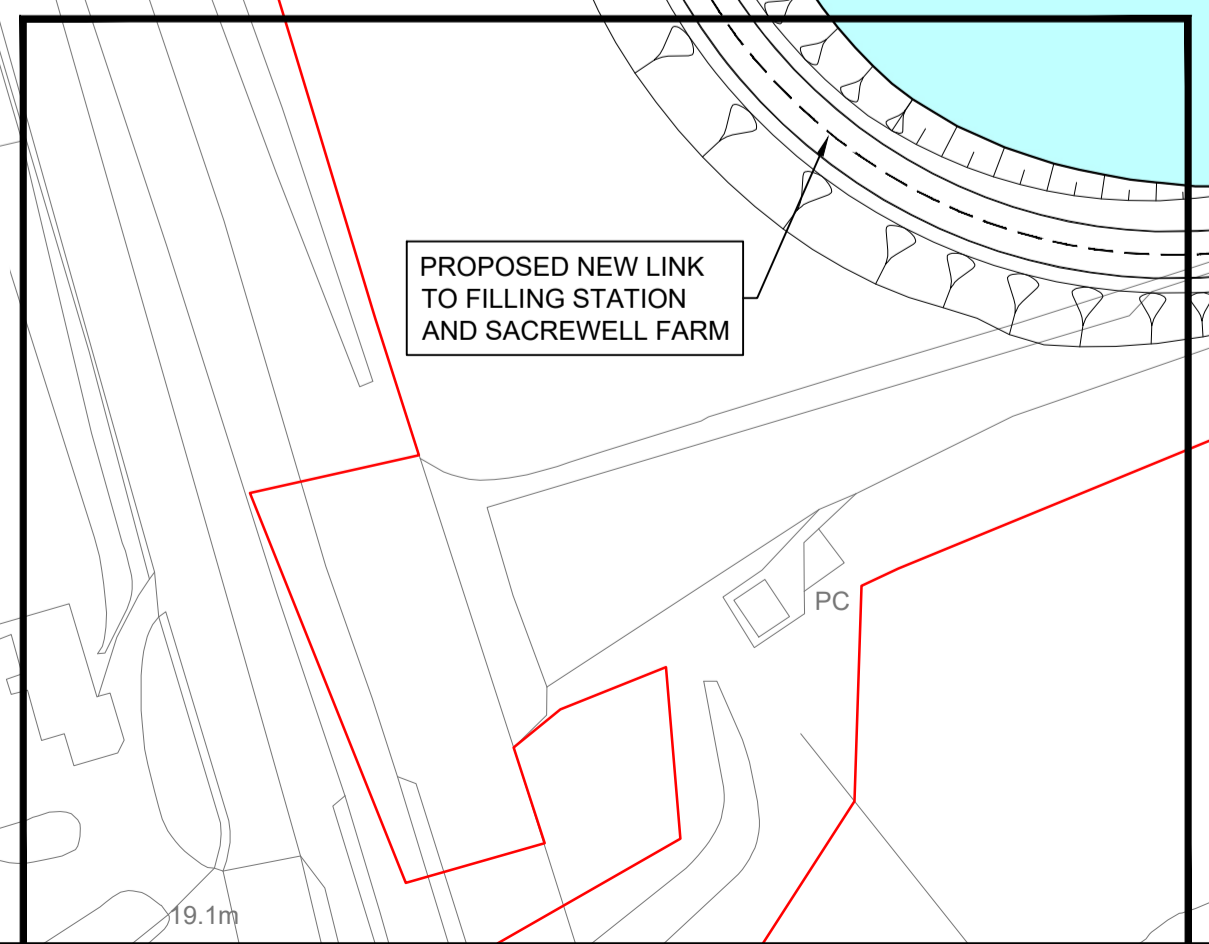 PROPOSED NEW LINK
TO FILLING STATION
AND SACREWELL FARM
PC
19.1m